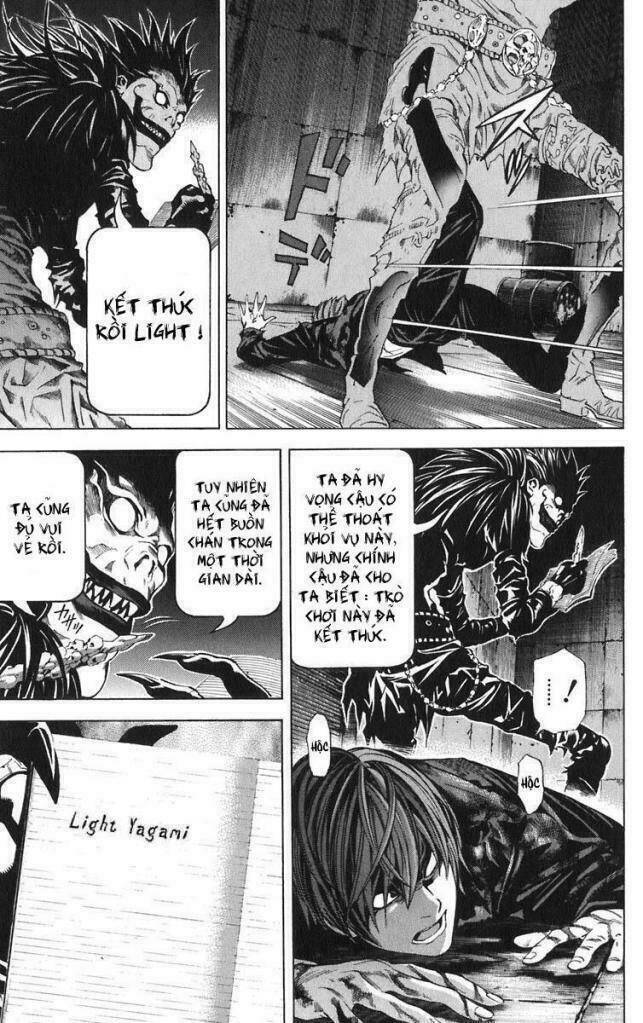 ドド
KẾT THÚC
RỒI LIGHT !
TA ĐÃ HY
VỌNG CẬU CÓ
THỂ THOÁT
KHỎI VỤ NÀY,
NHƯNG CHÍNH
CẬU ĐÃ CHO
TA BIẾT : TRÒ
CHƠI NÀY ĐÃ
KẾT THÚC.
...!
TUY NHIÊN
TA CŨNG ĐÃ
HẾT BUỒN
CHÁN TRONG
MỘT THỜI
GIAN DÀI.
TA CŨNG
ĐỦ VUI
VẺ RỒI.
HỘC
HỘC
Light Yagami